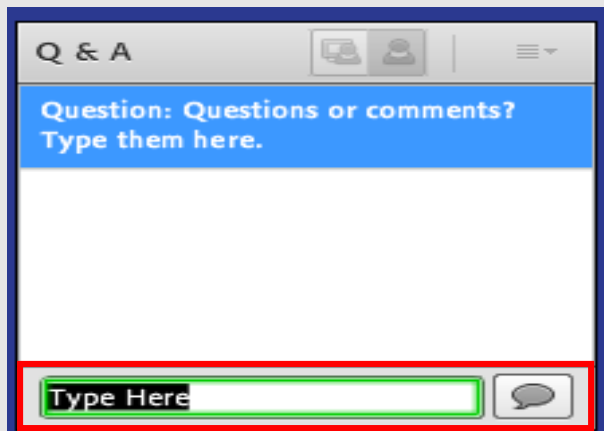 Q & A
Question: Questions or comments?
Type them here.
Type Here